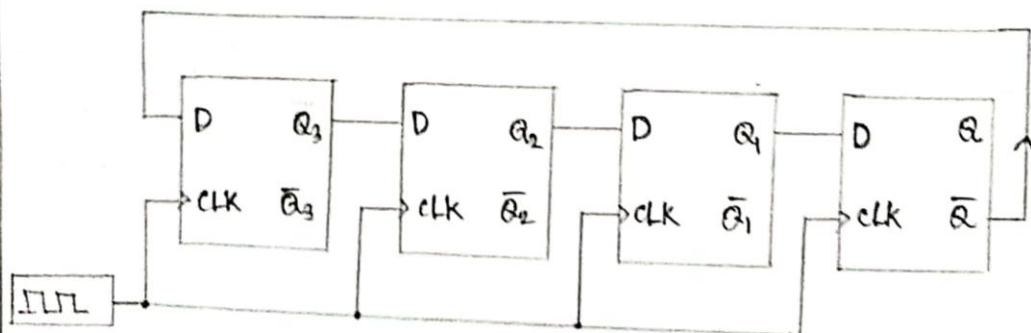 D Q₃ D Q₂ D Q₁ D Q
CLK Q̅₃ CLK Q̅₂ CLK Q̅₁ CLK Q̅